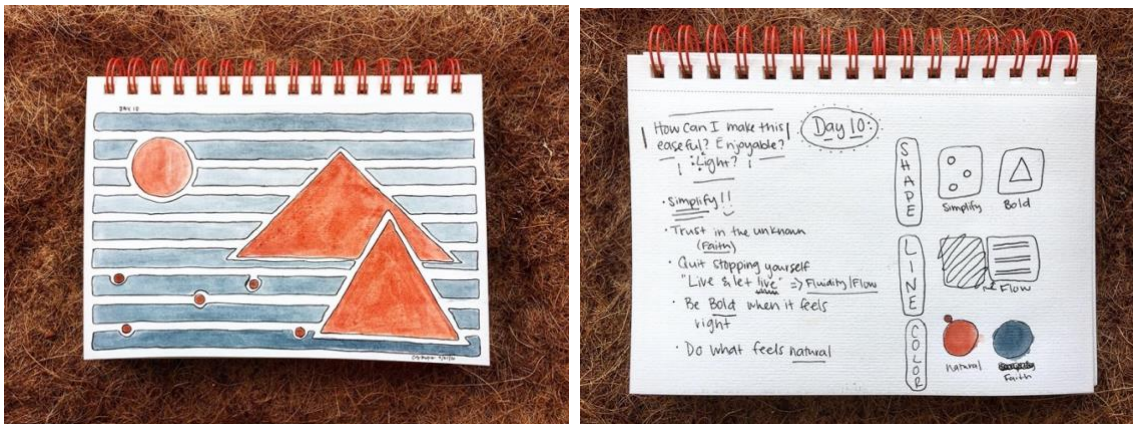 DAY 10
How Can I make this
easeful? Enjoyable?
Light?
Day 10:
• Simplify!!
• Trust in the unknown
(Faith)
• Quit stopping yourself
"Live & let live" => Fluidity/Flow
• Be Bold when it feels
right
• Do what feels natural
SHAPE
Simplify
Bold
LINE
Flow
COLOR
natural
Faith